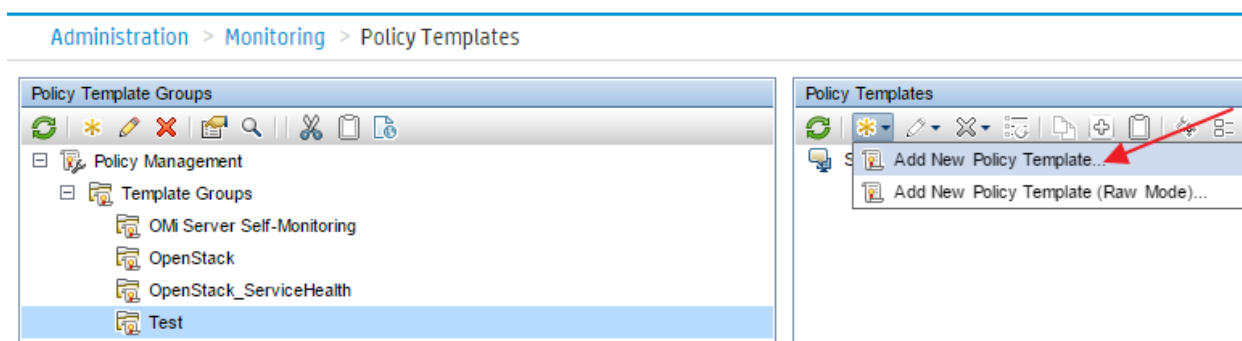 Administration > Monitoring > Policy Templates
Policy Template Groups
Policy Management
Template Groups
OMi Server Self-Monitoring
OpenStack
OpenStack_ServiceHealth
Test
Policy Templates
S
Add New Policy Template...
Add New Policy Template (Raw Mode)...